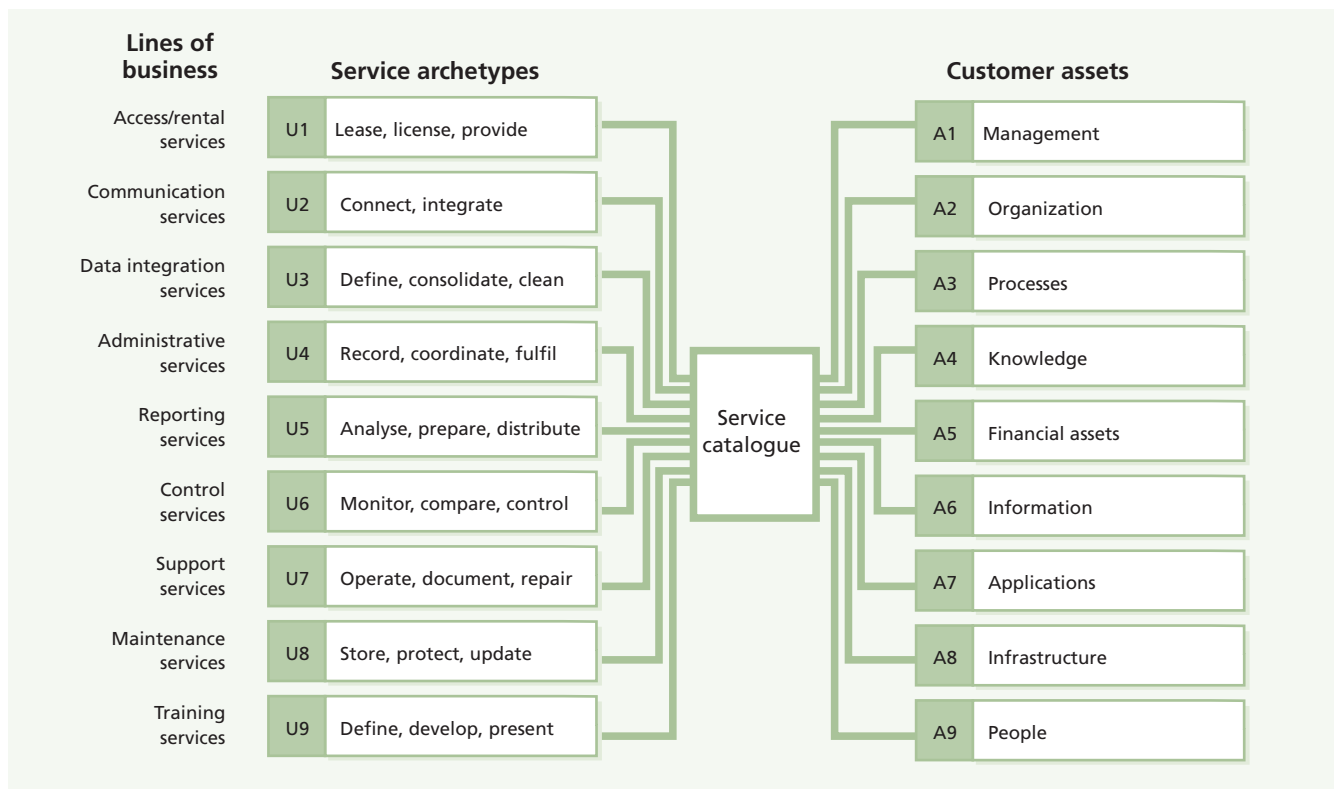 Lines of
business
Service archetypes
Customer assets
Access/rental
services
U1
Lease, license, provide
Communication
services
U2
Connect, integrate
Data integration
services
U3
Define, consolidate, clean
Administrative
services
U4
Record, coordinate, fulfil
Reporting
services
U5
Analyse, prepare, distribute
Control
services
U6
Monitor, compare, control
Support
services
U7
Operate, document, repair
Maintenance
services
U8
Store, protect, update
Training
services
U9
Define, develop, present
Service
catalogue
A1
Management
A2
Organization
A3
Processes
A4
Knowledge
A5
Financial assets
A6
Information
A7
Applications
A8
Infrastructure
A9
People